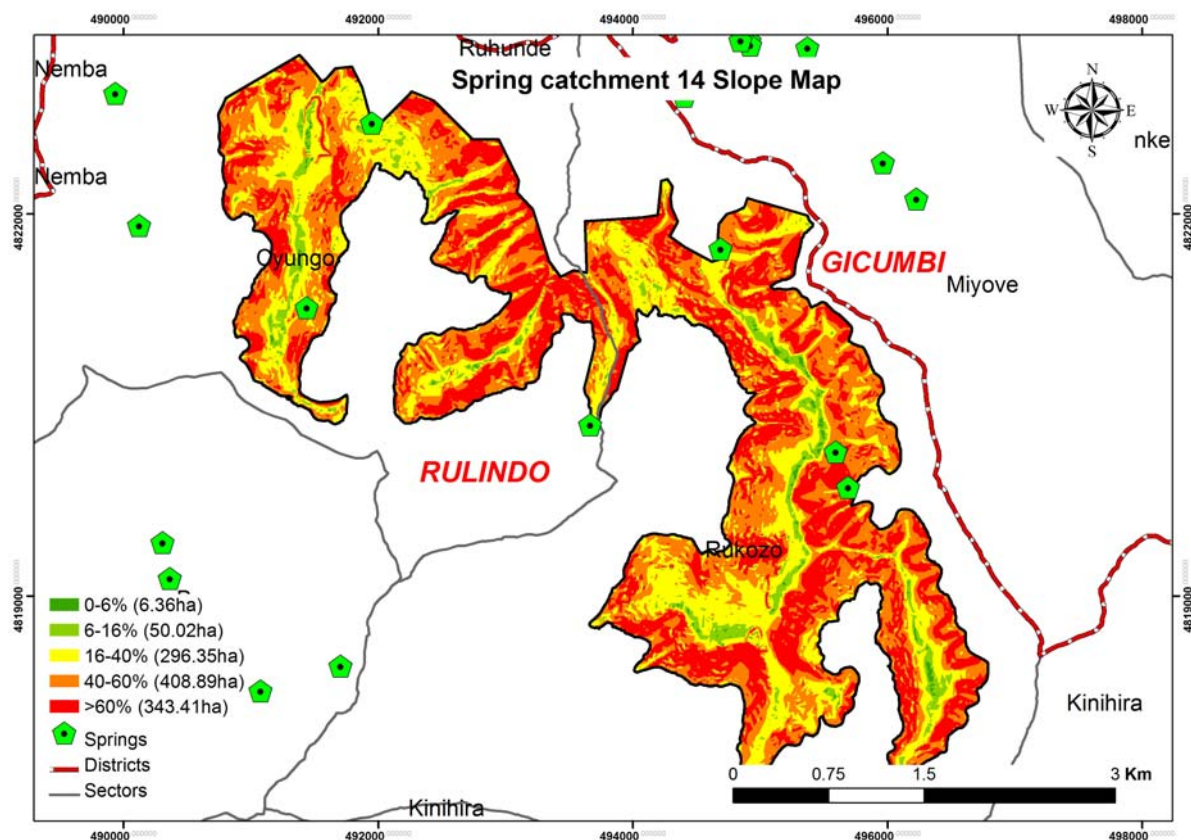 490000 492000 494000 496000 498000
Ruhunde
Nemba
Spring catchment 14 Slope Map
N
W E
S
nke
Nemba
4822000 4822000
Oyungo
GICUMBI
Miyove
RULINDO
Rukozo
4819000 4819000
0-6% (6.36ha)
6-16% (50.02ha)
16-40% (296.35ha)
40-60% (408.89ha)
>60% (343.41ha)
Springs
Districts
Sectors
Kinihira
Kinihira
0 0.75 1.5 3 Km
490000 492000 494000 496000 498000